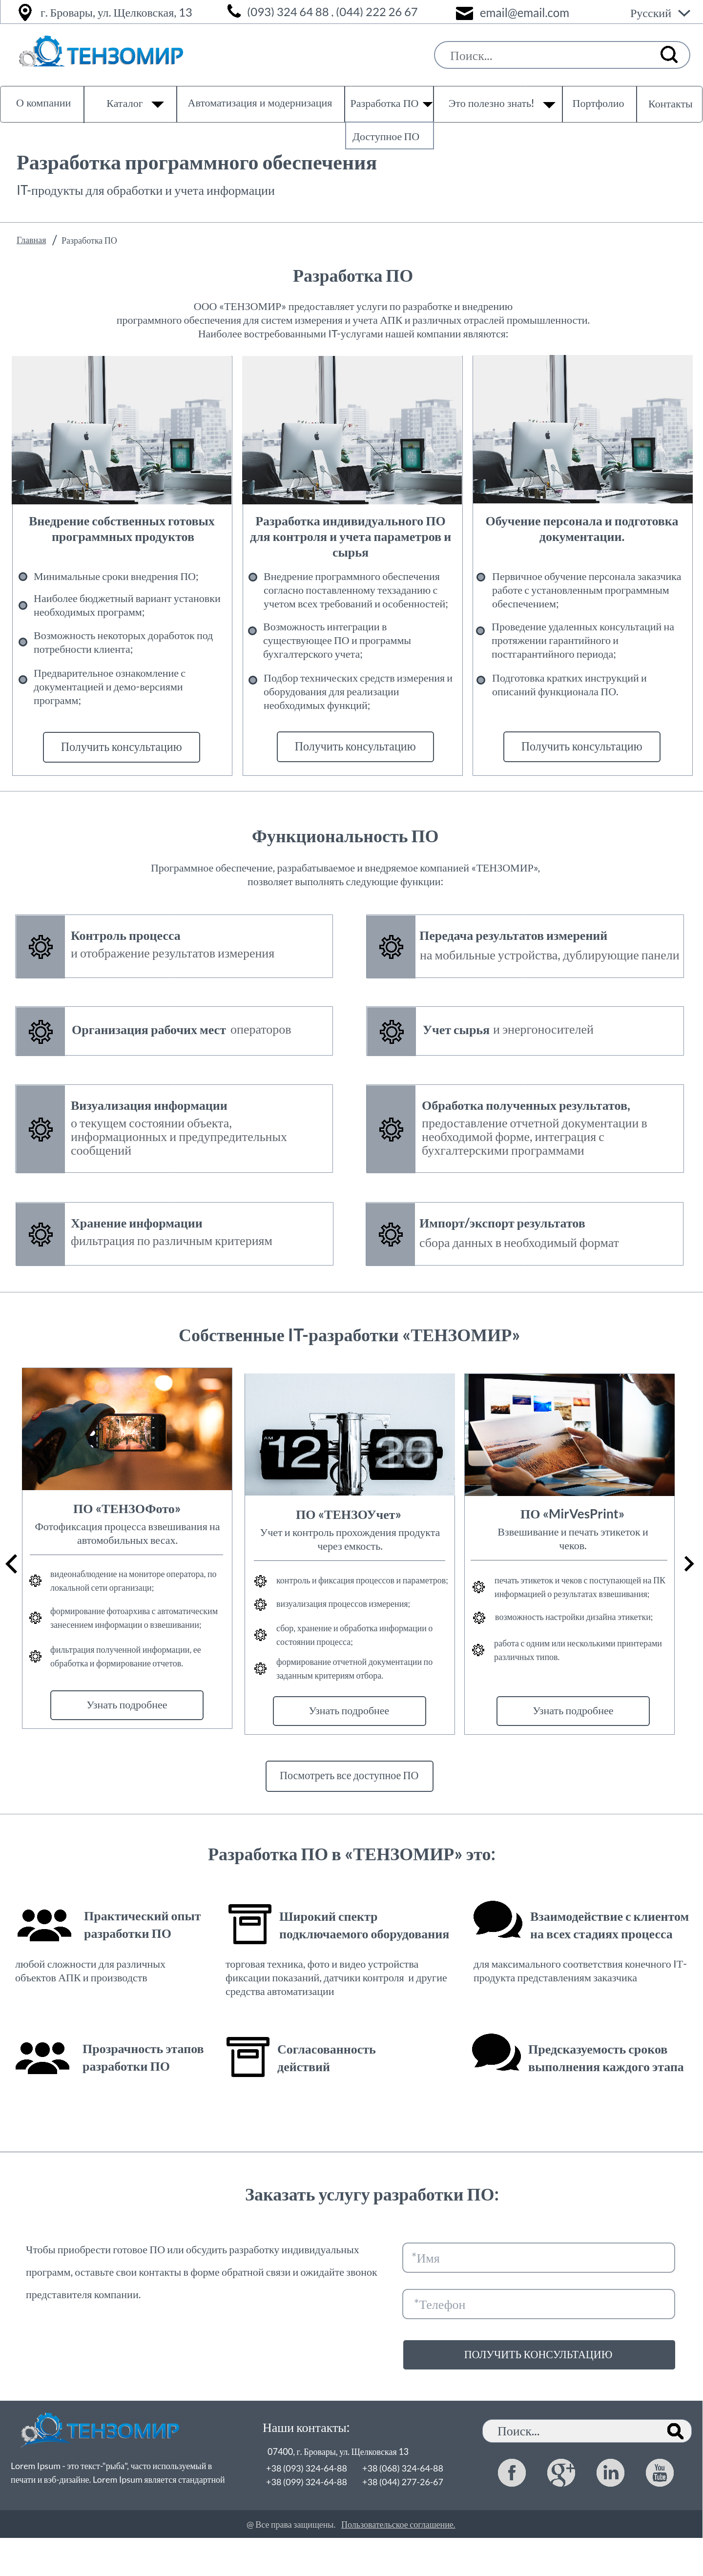 г. Бровары, ул. Щелковская, 13
(093) 324 64 88 . (044) 222 26 67
email@email.com
Русский
ТЕНЗОМИР
Поиск...
О компании
Каталог
Автоматизация и модернизация
Разработка ПО
Это полезно знать!
Портфолио
Контакты
Доступное ПО
Разработка программного обеспечения
IT-продукты для обработки и учета информации
Главная / Разработка ПО
Разработка ПО
ООО «ТЕНЗОМИР» предоставляет услуги по разработке и внедрению
программного обеспечения для систем измерения и учета АПК и различных отраслей промышленности.
Наиболее востребованными IT-услугами нашей компании являются:
Внедрение собственных готовых
программных продуктов
Минимальные сроки внедрения ПО;
Наиболее бюджетный вариант установки
необходимых программ;
Возможность некоторых доработок под
потребности клиента;
Предварительное ознакомление с
документацией и демо-версиями
программ;
Получить консультацию
Разработка индивидуального ПО
для контроля и учета параметров и
сырья
Внедрение программного обеспечения
согласно поставленному техзаданию с
учетом всех требований и особенностей;
Возможность интеграции в
существующее ПО и программы
бухгалтерского учета;
Подбор технических средств измерения и
оборудования для реализации
необходимых функций;
Получить консультацию
Обучение персонала и подготовка
документации.
Первичное обучение персонала заказчика
работе с установленным программным
обеспечением;
Проведение удаленных консультаций на
протяжении гарантийного и
постгарантийного периода;
Подготовка кратких инструкций и
описаний функционала ПО.
Получить консультацию
Функциональность ПО
Программное обеспечение, разрабатываемое и внедряемое компанией «ТЕНЗОМИР»,
позволяет выполнять следующие функции:
Контроль процесса
и отображение результатов измерения
Передача результатов измерений
на мобильные устройства, дублирующие панели
Организация рабочих мест операторов
Учет сырья и энергоносителей
Визуализация информации
о текущем состоянии объекта,
информационных и предупредительных
сообщений
Обработка полученных результатов,
предоставление отчетной документации в
необходимой форме, интеграция с
бухгалтерскими программами
Хранение информации
фильтрация по различным критериям
Импорт/экспорт результатов
сбора данных в необходимый формат
Собственные IT-разработки «ТЕНЗОМИР»
ПО «ТЕНЗОФото»
Фотофиксация процесса взвешивания на
автомобильных весах.
видеонаблюдение на мониторе оператора, по
локальной сети организаци;
формирование фотоархива с автоматическим
занесением информации о взвешивании;
фильтрация полученной информации, ее
обработка и формирование отчетов.
Узнать подробнее
12
ПО «ТЕНЗОУчет»
Учет и контроль прохождения продукта
через емкость.
контроль и фиксация процессов и параметров;
визуализация процессов измерения;
сбор, хранение и обработка информации о
состоянии процесса;
формирование отчетной документации по
заданным критериям отбора.
Узнать подробнее
ПО «MirVesPrint»
Взвешивание и печать этикеток и
чеков.
печать этикеток и чеков с поступающей на ПК
информацией о результатах взвешивания;
возможность настройки дизайна этикетки;
работа с одним или несколькими принтерами
различных типов.
Узнать подробнее
Посмотреть все доступное ПО
Разработка ПО в «ТЕНЗОМИР» это:
Практический опыт
разработки ПО
любой сложности для различных
объектов АПК и производств
Широкий спектр
подключаемого оборудования
торговая техника, фото и видео устройства
фиксации показаний, датчики контроля и другие
средства автоматизации
Взаимодействие с клиентом
на всех стадиях процесса
для максимального соответствия конечного IT-
продукта представлениям заказчика
Прозрачность этапов
разработки ПО
Согласованность
действий
Предсказуемость сроков
выполнения каждого этапа
Заказать услугу разработки ПО:
Чтобы приобрести готовое ПО или обсудить разработку индивидуальных
программ, оставьте свои контакты в форме обратной связи и ожидайте звонок
представителя компании.
*Имя
*Телефон
ПОЛУЧИТЬ КОНСУЛЬТАЦИЮ
ТЕНЗОМИР
Lorem Ipsum - это текст-"рыба", часто используемый в
печати и вэб-дизайне. Lorem Ipsum является стандартной
Наши контакты:
07400, г. Бровары, ул. Щелковская 13
+38 (093) 324-64-88 +38 (068) 324-64-88
+38 (099) 324-64-88 +38 (044) 277-26-67
Поиск...
f g+ in You Tube
@ Все права защищены. Пользовательское соглашение.